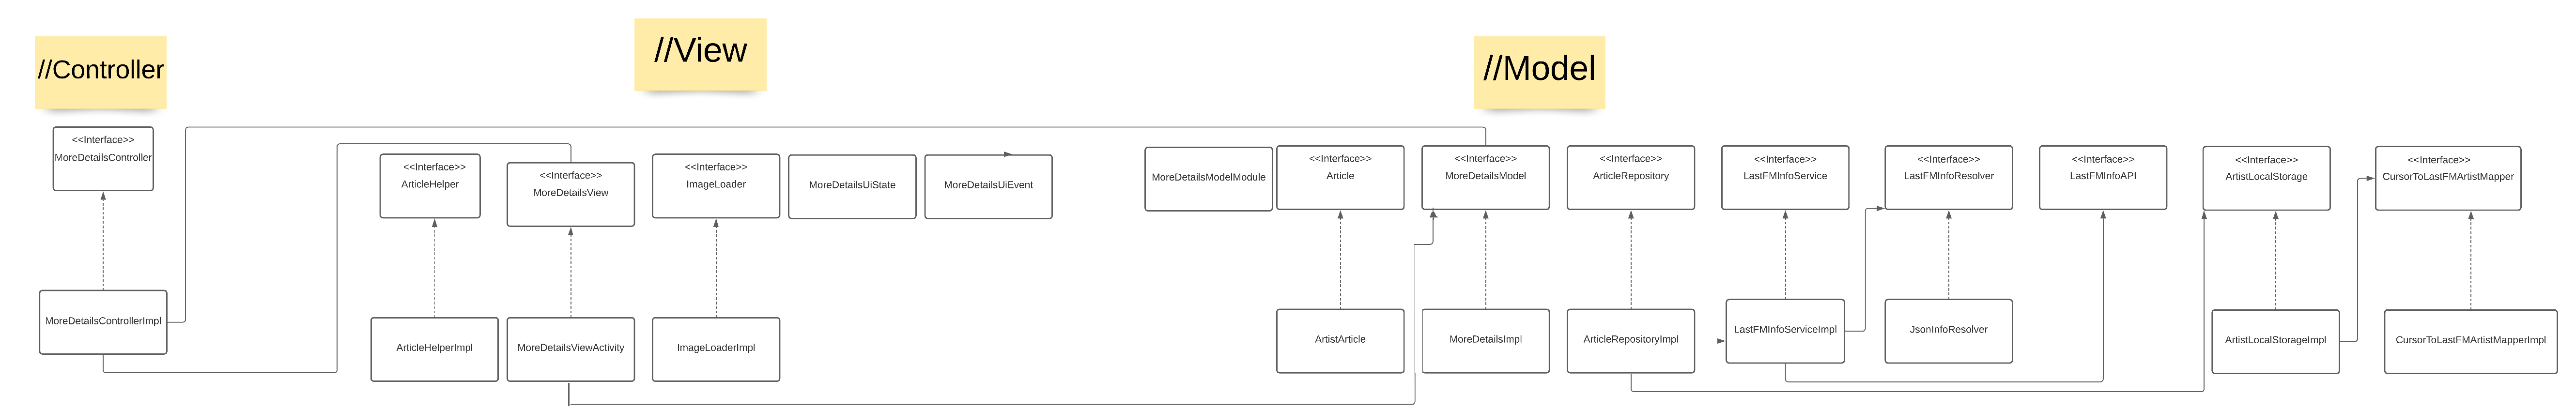 //Controller
//View
//Model
<<Interface>>
MoreDetailsController
<<Interface>>
ArticleHelper
<<Interface>>
MoreDetailsView
<<Interface>>
ImageLoader
MoreDetailsUiState
MoreDetailsUiEvent
MoreDetailsModelModule
<<Interface>>
Article
<<Interface>>
MoreDetailsModel
<<Interface>>
ArticleRepository
<<Interface>>
LastFMInfoService
<<Interface>>
LastFMInfoResolver
<<Interface>>
LastFMInfoAPI
<<Interface>>
ArtistLocalStorage
<<Interface>>
CursorToLastFMArtistMapper
MoreDetailsControllerImpl
ArticleHelperImpl
MoreDetailsViewActivity
ImageLoaderImpl
ArtistArticle
MoreDetailsImpl
ArticleRepositoryImpl
LastFMInfoServiceImpl
JsonInfoResolver
ArtistLocalStorageImpl
CursorToLastFMArtistMapperImpl